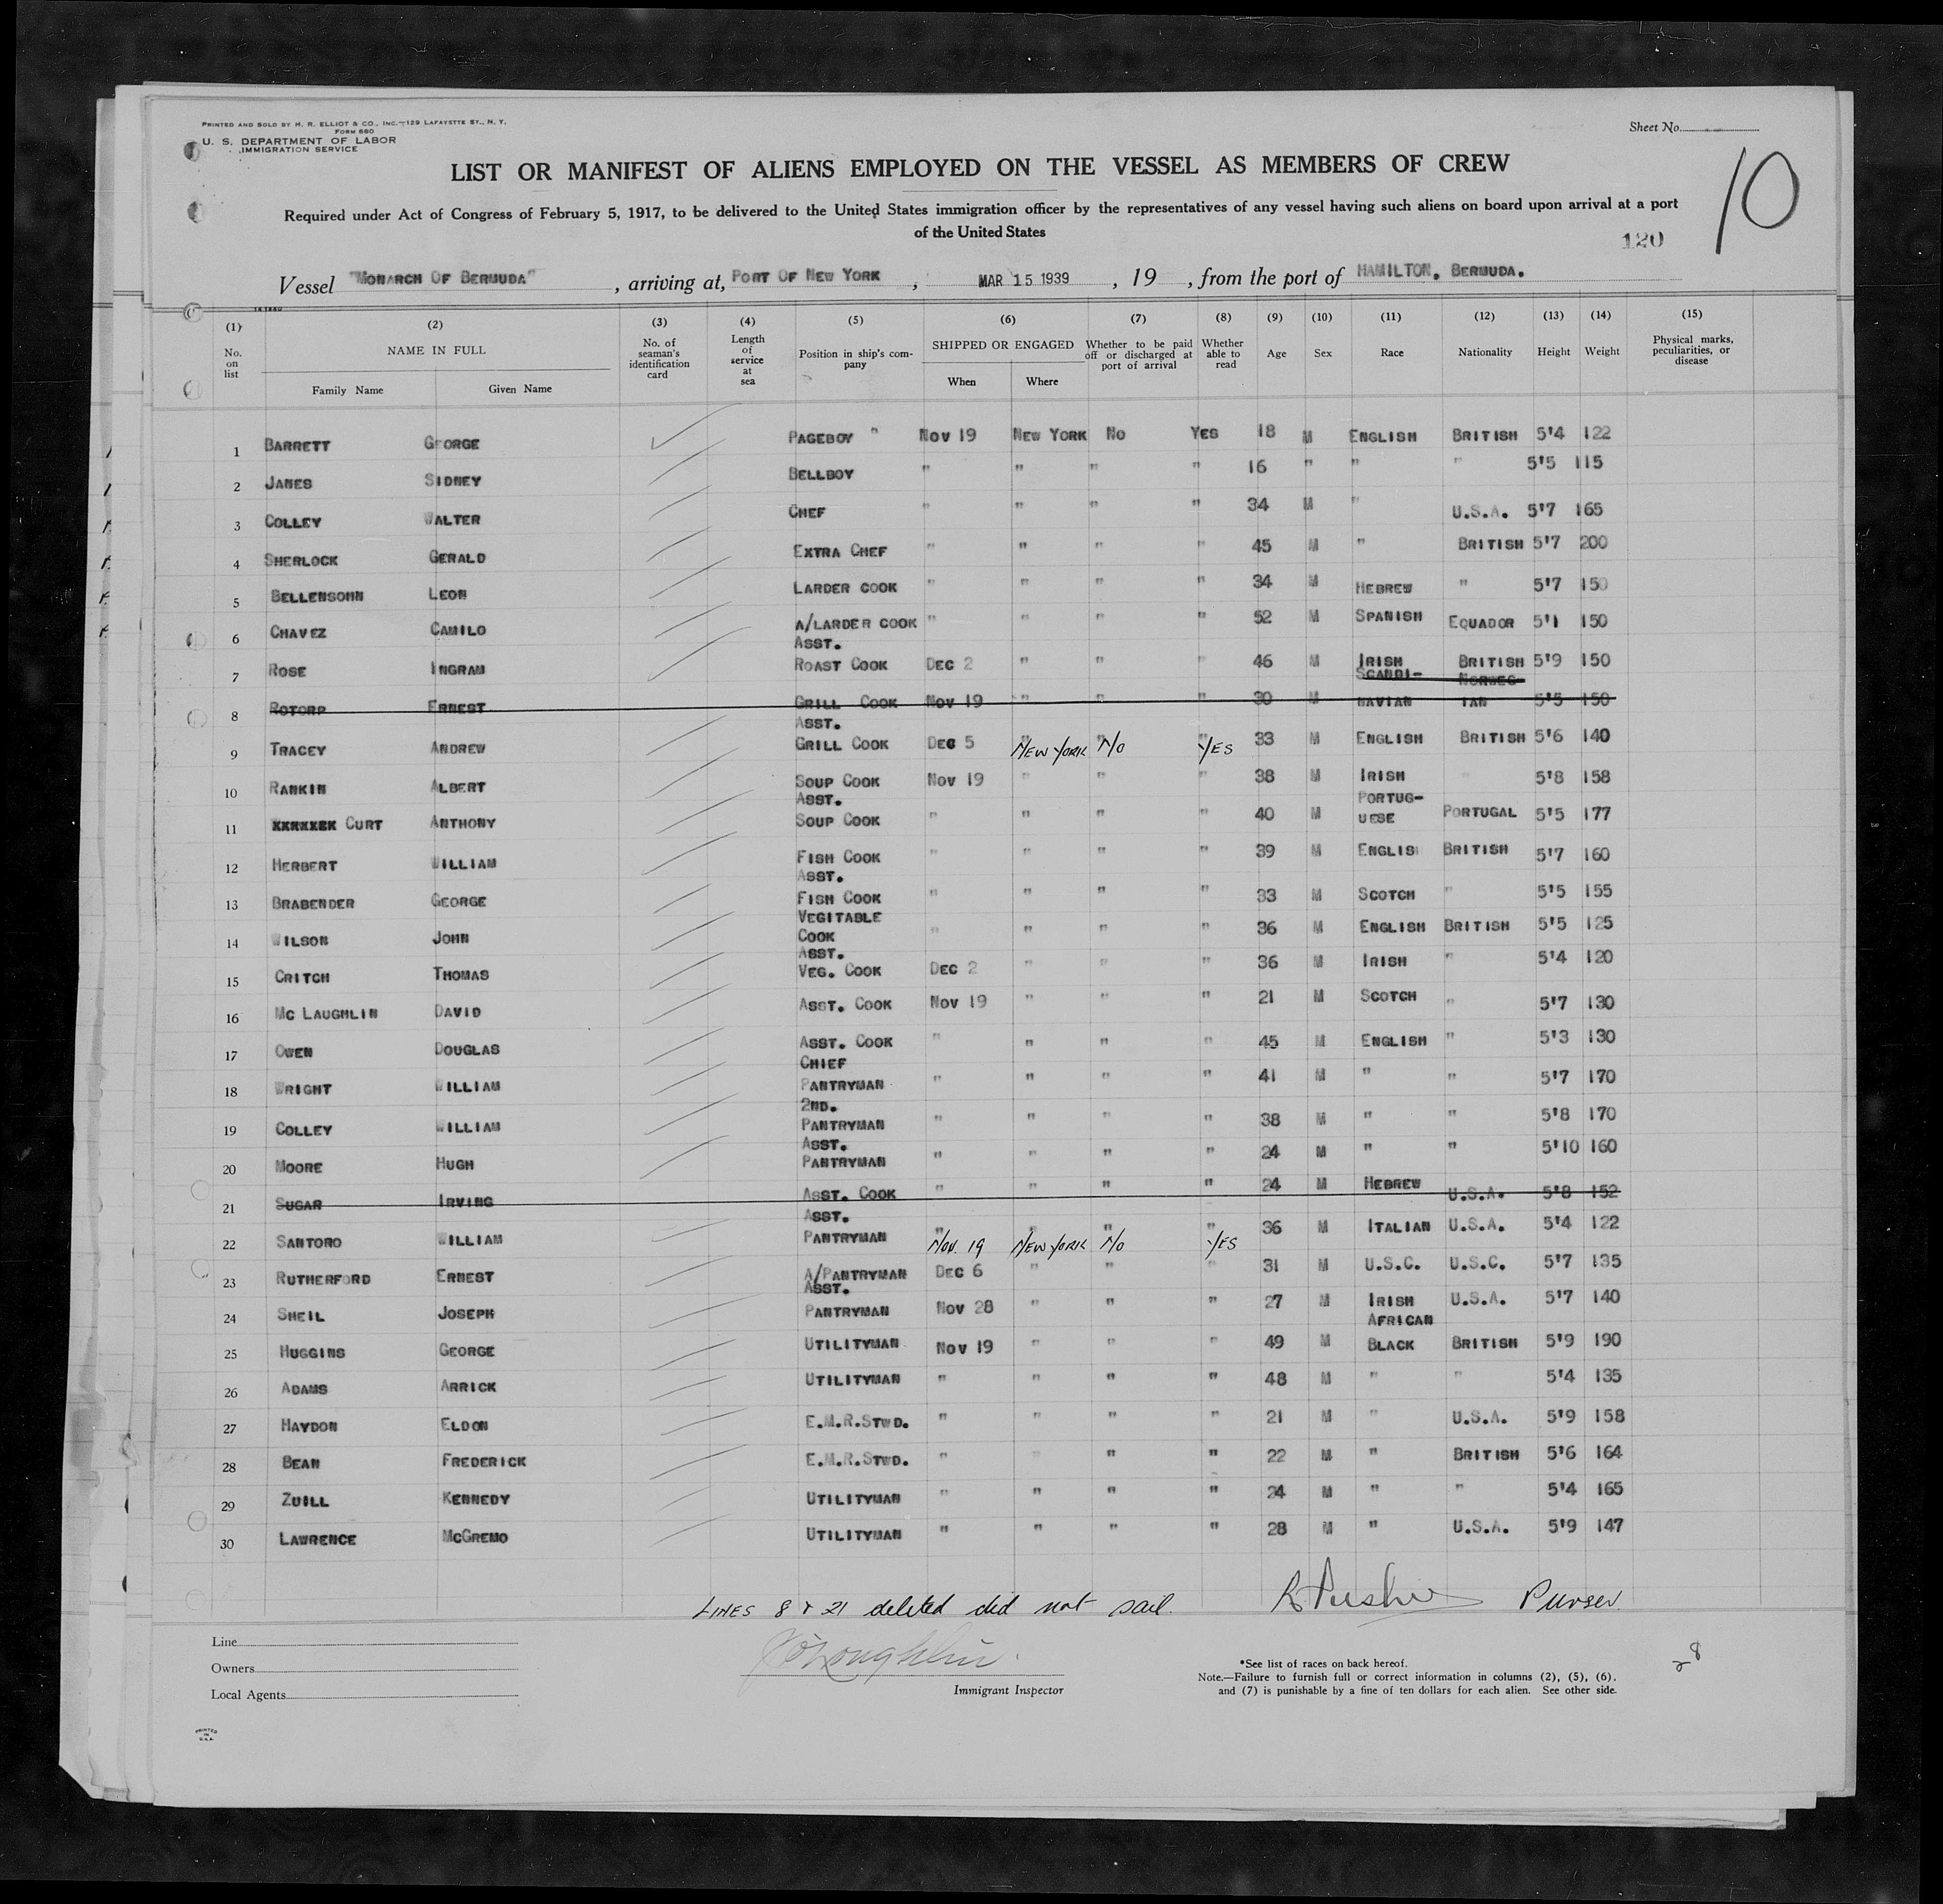 PRINTED AND SOLD BY H. R. ELLIOT & CO., INC.—129 LAFAYETTE ST., N. Y.
FORM 680
U. S. DEPARTMENT OF LABOR
IMMIGRATION SERVICE
Sheet No.
LIST OR MANIFEST OF ALIENS EMPLOYED ON THE VESSEL AS MEMBERS OF CREW
10
Required under Act of Congress of February 5, 1917, to be delivered to the United States immigration officer by the representatives of any vessel having such aliens on board upon arrival at a port
of the United States
120
Vessel "MONARCH OF BERMUDA", arriving at, PORT OF NEW YORK, MAR 15 1939, 19 , from the port of HAMILTON, BERMUDA.
(1) (2) (3) (4) (5) (6) (7) (8) (9) (10) (11) (12) (13) (14) (15)
No. on list NAME IN FULL Family Name Given Name No. of seaman's identification card Length of service at sea Position in ship's company SHIPPED OR ENGAGED When Where Whether to be paid off or discharged at port of arrival Whether able to read Age Sex Race Nationality Height Weight Physical marks, peculiarities, or disease
1 BARRETT GEORGE PAGEBOY " NOV 19 NEW YORK NO YES 18 M ENGLISH BRITISH 5'4 122
2 JANES SIDNEY BELLBOY " " " " 16 " " " 5'5 115
3 COLLEY WALTER CHEF " " " " 34 M " U.S.A. 5'7 165
4 SHERLOCK GERALD EXTRA CHEF " " " " 45 M " BRITISH 5'7 200
5 BELLENSOHN LEON LARDER COOK " " " " 34 M HEBREW " 5'7 150
6 CHAVEZ CAMILO A/LARDER COOK " " " " 52 M SPANISH EQUADOR 5'1 150
7 ROSE INGRAM ASST. ROAST COOK DEC 2 " " " 46 M IRISH BRITISH 5'9 150
8 ROTORP ERNEST GRILL COOK NOV 19 " " " 30 M SCANDI-NAVIAN NORWEG-IAN 5'5 150
9 TRACEY ANDREW ASST. GRILL COOK DEC 5 " NEW YORK " NO " YES 33 M ENGLISH BRITISH 5'6 140
10 RANKIN ALBERT SOUP COOK NOV 19 " " " 38 M IRISH " 5'8 158
11 XXXXXEK CURT ANTHONY ASST. SOUP COOK " " " " 40 M PORTUG-UESE PORTUGAL 5'5 177
12 HERBERT WILLIAM FISH COOK " " " " 39 M ENGLIS BRITISH 5'7 160
13 BRABENDER GEORGE ASST. FISH COOK " " " " 33 M SCOTCH " 5'5 155
14 WILSON JOHN VEGITABLE COOK " " " " 36 M ENGLISH BRITISH 5'5 125
15 CRITCH THOMAS ASST. VEG. COOK DEC 2 " " " 36 M IRISH " 5'4 120
16 MC LAUGHLIN DAVID ASST. COOK NOV 19 " " " 21 M SCOTCH " 5'7 130
17 OWEN DOUGLAS ASST. COOK " " " " 45 M ENGLISH " 5'3 130
18 WRIGHT WILLIAM CHIEF PANTRYMAN " " " " 41 M " " 5'7 170
19 COLLEY WILLIAM 2ND. PANTRYMAN " " " " 38 M " " 5'8 170
20 MOORE HUGH ASST. PANTRYMAN " " " " 24 M " " 5'10 160
21 SUGAR IRVING ASST. COOK " " " " 24 M HEBREW U.S.A. 5'8 152
22 SANTORO WILLIAM ASST. PANTRYMAN " NOV. 19 " NEW YORK " NO " YES 36 M ITALIAN U.S.A. 5'4 122
23 RUTHERFORD ERNEST A/PANTRYMAN DEC 6 " " " 31 M U.S.C. U.S.C. 5'7 135
24 SHEIL JOSEPH ASST. PANTRYMAN NOV 28 " " " 27 M IRISH U.S.A. 5'7 140
25 HUGGINS GEORGE UTILITYMAN NOV 19 " " " 49 M AFRICAN BLACK BRITISH 5'9 190
26 ADAMS ARRICK UTILITYMAN " " " " 48 M " " 5'4 135
27 HAYDON ELDON E.M.R.STWD. " " " " 21 M " U.S.A. 5'9 158
28 BEAN FREDERICK E.M.R.STWD. " " " " 22 M " BRITISH 5'6 164
29 ZUILL KENNEDY UTILITYMAN " " " " 24 M " " 5'4 165
30 LAWRENCE MCGREMO UTILITYMAN " " " " 28 M " U.S.A. 5'9 147
LINES 8 & 21 deleted did not sail. Purser
Line
Owners
Local Agents
Immigrant Inspector
*See list of races on back hereof.
Note.—Failure to furnish full or correct information in columns (2), (5), (6),
and (7) is punishable by a fine of ten dollars for each alien. See other side.
28
PRINTED
IN
U.S.A.